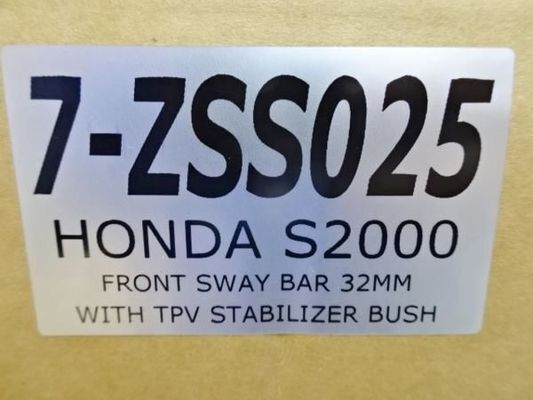 7-ZSS025
HONDA S2000
FRONT SWAY BAR 32MM
WITH TPV STABILIZER BUSH